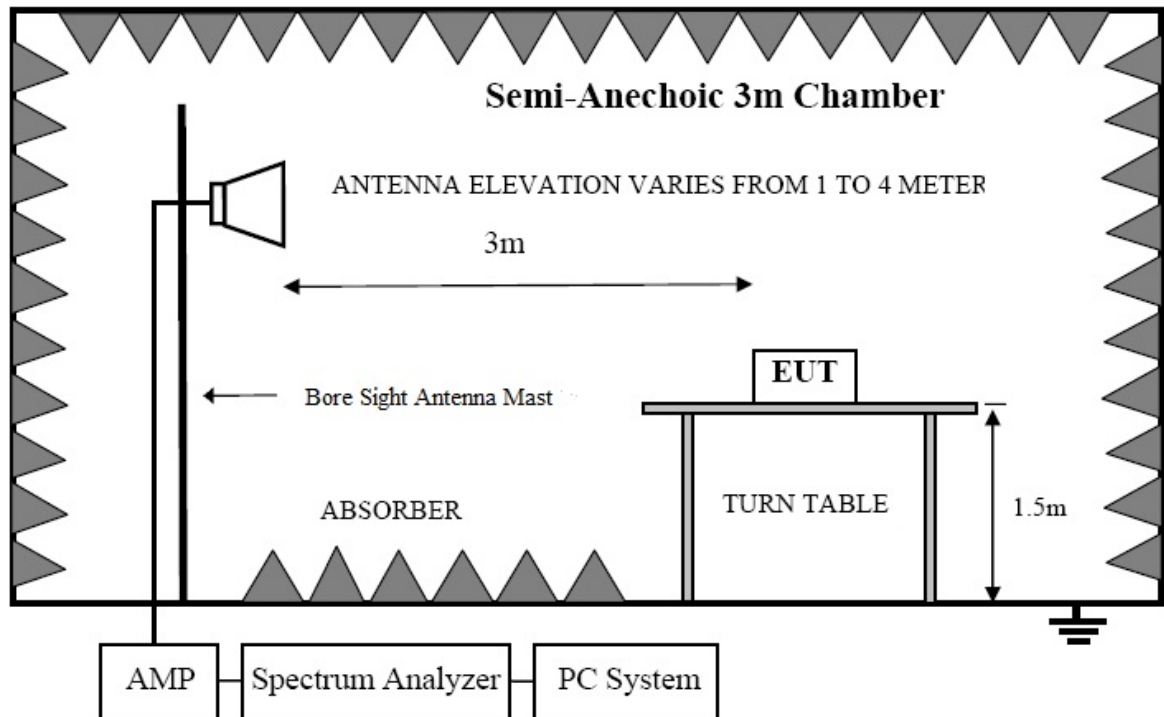 Semi-Anechoic 3m Chamber
ANTENNA ELEVATION VARIES FROM 1 TO 4 METER
3m
EUT
Bore Sight Antenna Mast
ABSORBER
TURN TABLE
1.5m
AMP
Spectrum Analyzer
PC System